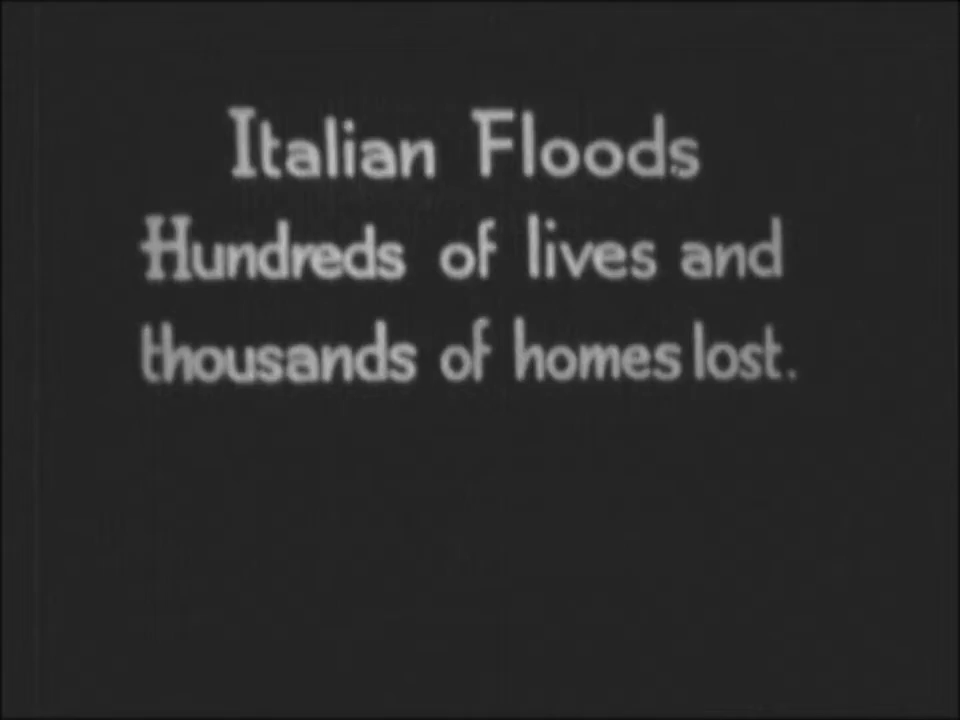 Italian Floods
Hundreds of lives and
thousands of homes lost.